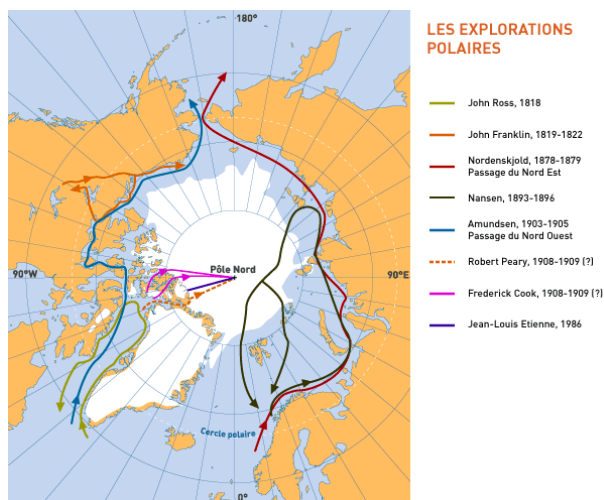 180°
LES EXPLORATIONS
POLAIRES
John Ross, 1818
John Franklin, 1819-1822
Nordenskjold, 1878-1879
Passage du Nord Est
Nansen, 1893-1896
Amundsen, 1903-1905
Passage du Nord Ouest
Robert Peary, 1908-1909 (?)
Frederick Cook, 1908-1909 (?)
Jean-Louis Etienne, 1986
90°W
Pôle Nord
90°E
Cercle polaire
0°